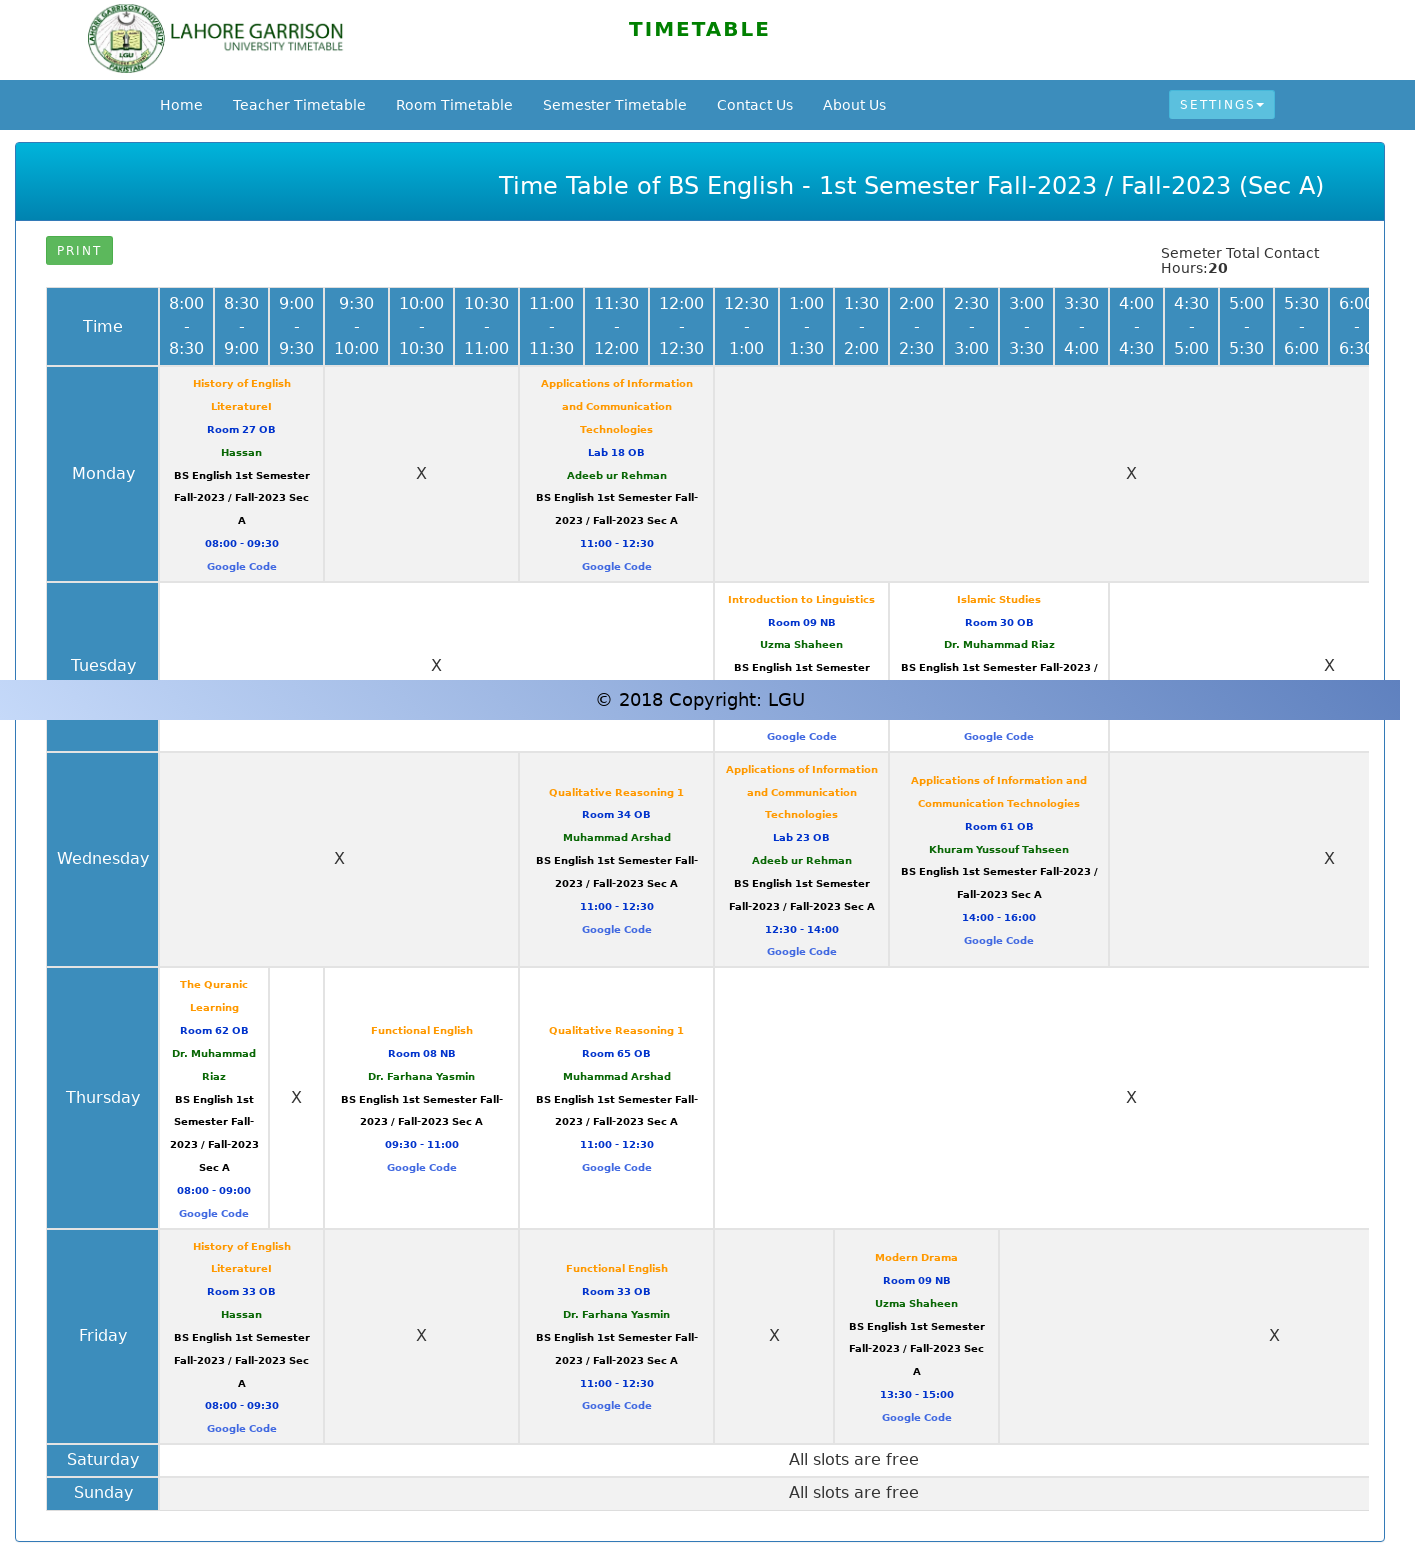 LAHORE GARRISON
UNIVERSITY TIMETABLE
TIMETABLE
Home Teacher Timetable Room Timetable Semester Timetable Contact Us About Us SETTINGS
Time Table of BS English - 1st Semester Fall-2023 / Fall-2023 (Sec A)
PRINT
Semeter Total Contact
Hours:20
Time
8:00 - 8:30
8:30 - 9:00
9:00 - 9:30
9:30 - 10:00
10:00 - 10:30
10:30 - 11:00
11:00 - 11:30
11:30 - 12:00
12:00 - 12:30
12:30 - 1:00
1:00 - 1:30
1:30 - 2:00
2:00 - 2:30
2:30 - 3:00
3:00 - 3:30
3:30 - 4:00
4:00 - 4:30
4:30 - 5:00
5:00 - 5:30
5:30 - 6:00
6:00 - 6:30
Monday
History of English
LiteratureI
Room 27 OB
Hassan
BS English 1st Semester
Fall-2023 / Fall-2023 Sec
A
08:00 - 09:30
Google Code
X
Applications of Information
and Communication
Technologies
Lab 18 OB
Adeeb ur Rehman
BS English 1st Semester Fall-
2023 / Fall-2023 Sec A
11:00 - 12:30
Google Code
X
Tuesday
X
Introduction to Linguistics
Room 09 NB
Uzma Shaheen
BS English 1st Semester
Google Code
Islamic Studies
Room 30 OB
Dr. Muhammad Riaz
BS English 1st Semester Fall-2023 /
Google Code
X
© 2018 Copyright: LGU
Wednesday
X
Qualitative Reasoning 1
Room 34 OB
Muhammad Arshad
BS English 1st Semester Fall-
2023 / Fall-2023 Sec A
11:00 - 12:30
Google Code
Applications of Information
and Communication
Technologies
Lab 23 OB
Adeeb ur Rehman
BS English 1st Semester
Fall-2023 / Fall-2023 Sec A
12:30 - 14:00
Google Code
Applications of Information and
Communication Technologies
Room 61 OB
Khuram Yussouf Tahseen
BS English 1st Semester Fall-2023 /
Fall-2023 Sec A
14:00 - 16:00
Google Code
X
Thursday
The Quranic
Learning
Room 62 OB
Dr. Muhammad
Riaz
BS English 1st
Semester Fall-
2023 / Fall-2023
Sec A
08:00 - 09:00
Google Code
X
Functional English
Room 08 NB
Dr. Farhana Yasmin
BS English 1st Semester Fall-
2023 / Fall-2023 Sec A
09:30 - 11:00
Google Code
Qualitative Reasoning 1
Room 65 OB
Muhammad Arshad
BS English 1st Semester Fall-
2023 / Fall-2023 Sec A
11:00 - 12:30
Google Code
X
Friday
History of English
LiteratureI
Room 33 OB
Hassan
BS English 1st Semester
Fall-2023 / Fall-2023 Sec
A
08:00 - 09:30
Google Code
X
Functional English
Room 33 OB
Dr. Farhana Yasmin
BS English 1st Semester Fall-
2023 / Fall-2023 Sec A
11:00 - 12:30
Google Code
X
Modern Drama
Room 09 NB
Uzma Shaheen
BS English 1st Semester
Fall-2023 / Fall-2023 Sec
A
13:30 - 15:00
Google Code
X
Saturday
All slots are free
Sunday
All slots are free